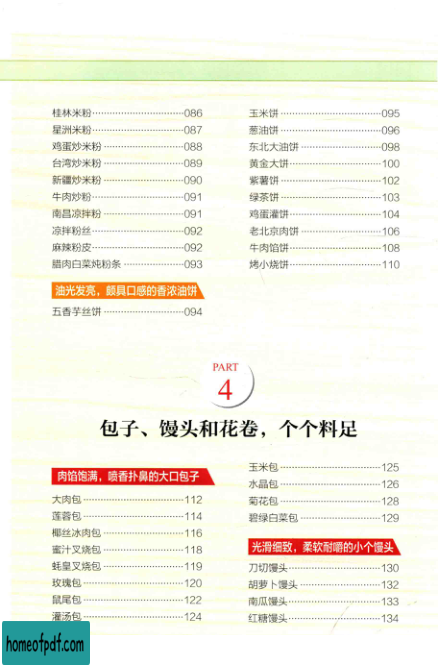 桂林米粉……………………086
星洲米粉……………………087
鸡蛋炒米粉…………………088
台湾炒米粉…………………089
新疆炒米粉…………………090
牛肉炒粉……………………091
南昌凉拌粉…………………091
凉拌粉丝……………………092
麻辣粉皮……………………092
腊肉白菜炖粉条……………093
油光发亮，颇具口感的香浓油饼
五香芋丝饼…………………094
玉米饼………………………095
葱油饼………………………096
东北大油饼…………………098
黄金大饼……………………100
紫薯饼………………………102
绿茶饼………………………103
鸡蛋灌饼……………………104
老北京肉饼…………………106
牛肉馅饼……………………108
烤小烧饼……………………110
PART
4
包子、馒头和花卷，个个料足
肉馅饱满，喷香扑鼻的大口包子
大肉包………………………112
莲蓉包………………………114
椰丝冰肉包…………………116
蜜汁叉烧包…………………118
蚝皇叉烧包…………………119
玫瑰包………………………120
鼠尾包………………………122
灌汤包………………………124
玉米包………………………125
水晶包………………………126
菊花包………………………128
碧绿白菜包…………………129
光滑细致，柔软耐嚼的小个馒头
刀切馒头……………………130
胡萝卜馒头…………………132
南瓜馒头……………………133
红糖馒头……………………134
homeofpdf.com